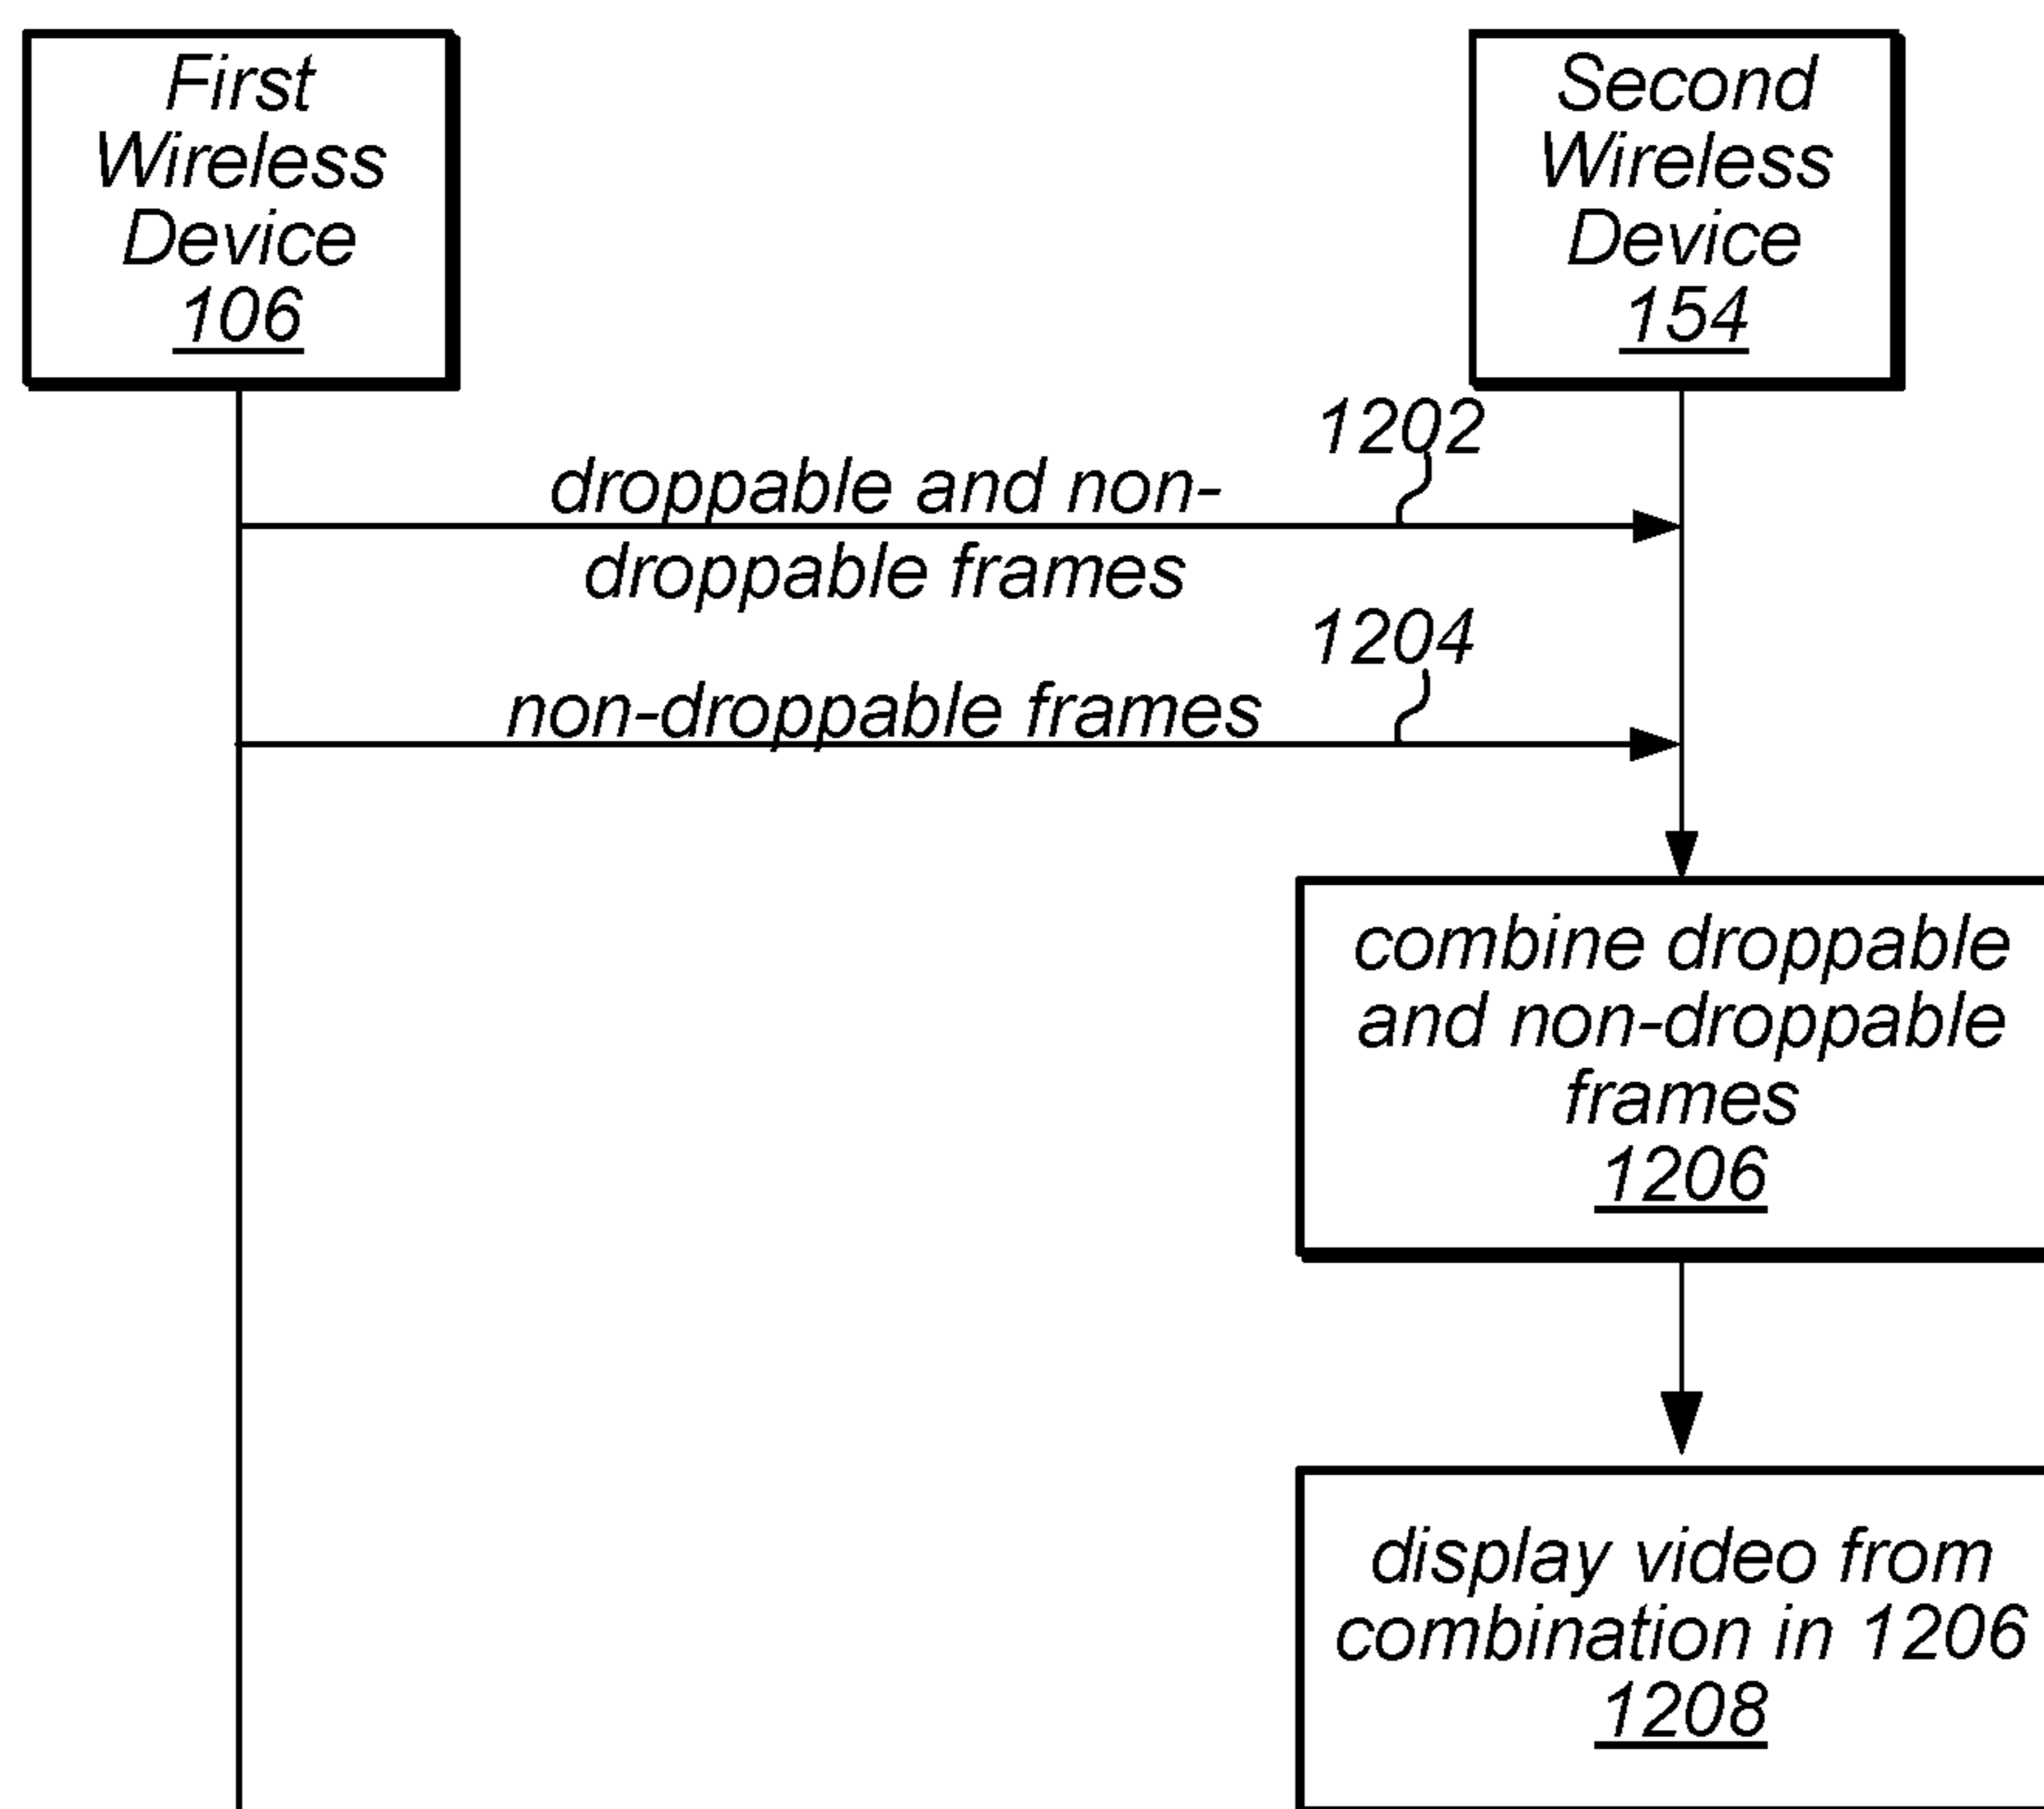 First
Wireless
Device
106
Second
Wireless
Device
154
1202
droppable and non-
droppable frames
1204
non-droppable frames
combine droppable
and non-droppable
frames
1206
display video from
combination in 1206
1208